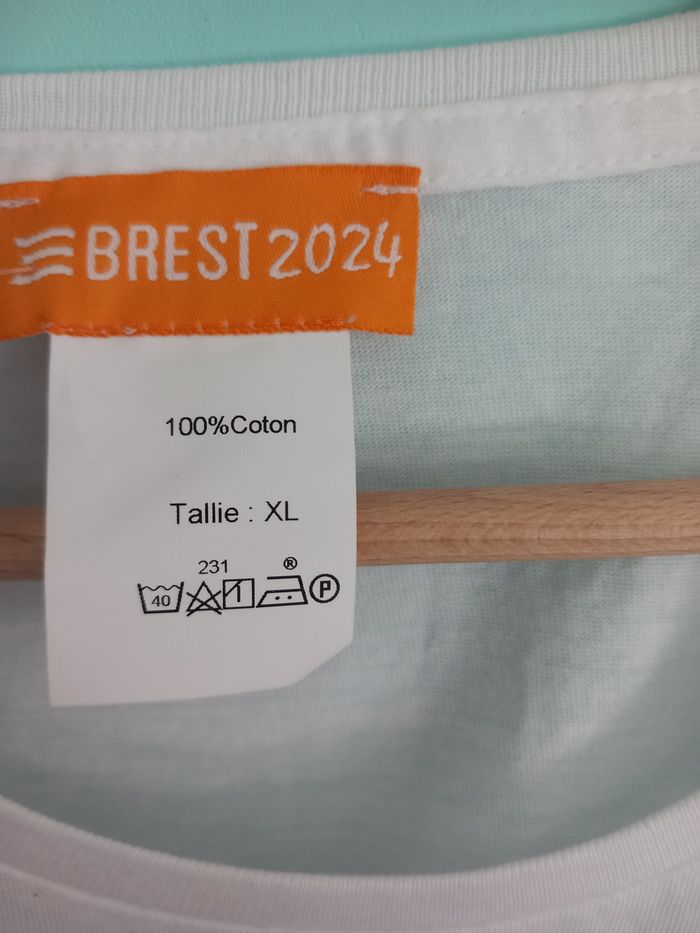 BREST 2024
100%Coton
Tallie : XL
231
®
40
P